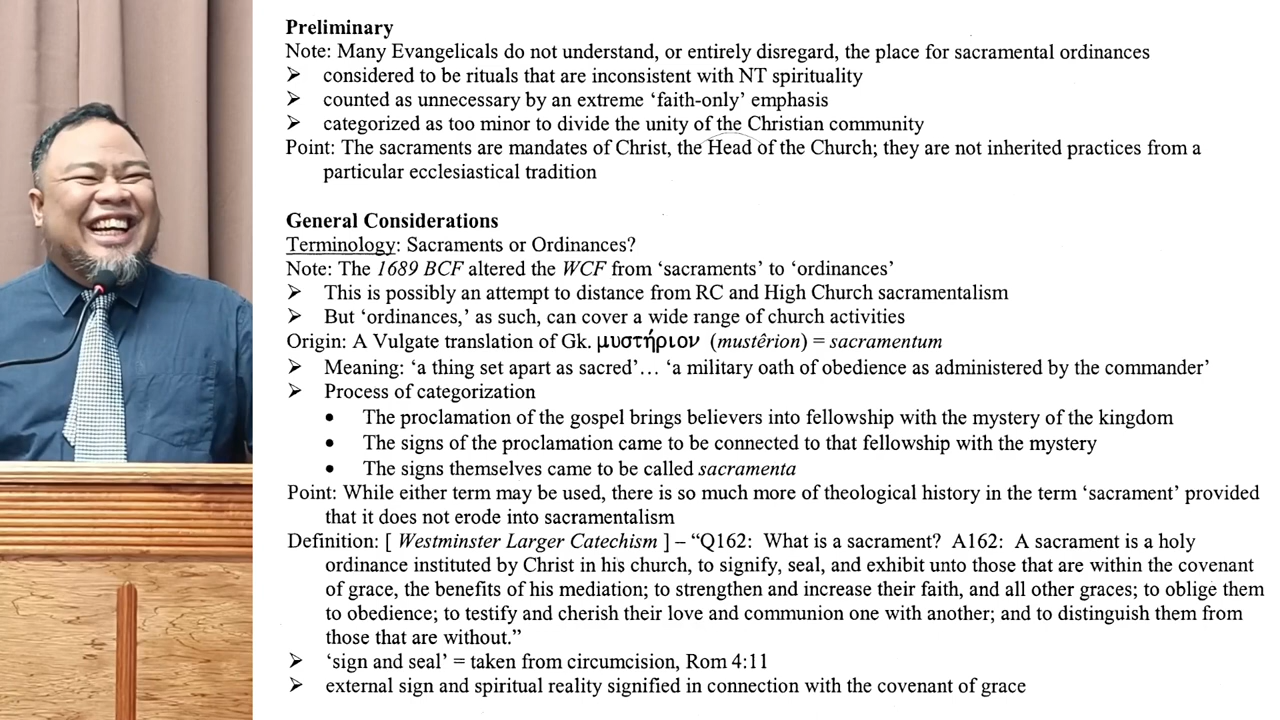 Preliminary
Note: Many Evangelicals do not understand, or entirely disregard, the place for sacramental ordinances
➢ considered to be rituals that are inconsistent with NT spirituality
➢ counted as unnecessary by an extreme ‘faith-only’ emphasis
➢ categorized as too minor to divide the unity of the Christian community
Point: The sacraments are mandates of Christ, the Head of the Church; they are not inherited practices from a
particular ecclesiastical tradition
General Considerations
Terminology: Sacraments or Ordinances?
Note: The 1689 BCF altered the WCF from ‘sacraments’ to ‘ordinances’
➢ This is possibly an attempt to distance from RC and High Church sacramentalism
➢ But ‘ordinances,’ as such, can cover a wide range of church activities
Origin: A Vulgate translation of Gk. μυστήριον (mustêrion) = sacramentum
➢ Meaning: ‘a thing set apart as sacred’… ‘a military oath of obedience as administered by the commander’
➢ Process of categorization
• The proclamation of the gospel brings believers into fellowship with the mystery of the kingdom
• The signs of the proclamation came to be connected to that fellowship with the mystery
• The signs themselves came to be called sacramenta
Point: While either term may be used, there is so much more of theological history in the term ‘sacrament’ provided
that it does not erode into sacramentalism
Definition: [ Westminster Larger Catechism ] – “Q162: What is a sacrament? A162: A sacrament is a holy
ordinance instituted by Christ in his church, to signify, seal, and exhibit unto those that are within the covenant
of grace, the benefits of his mediation; to strengthen and increase their faith, and all other graces; to oblige them
to obedience; to testify and cherish their love and communion one with another; and to distinguish them from
those that are without.”
➢ ‘sign and seal’ = taken from circumcision, Rom 4:11
➢ external sign and spiritual reality signified in connection with the covenant of grace